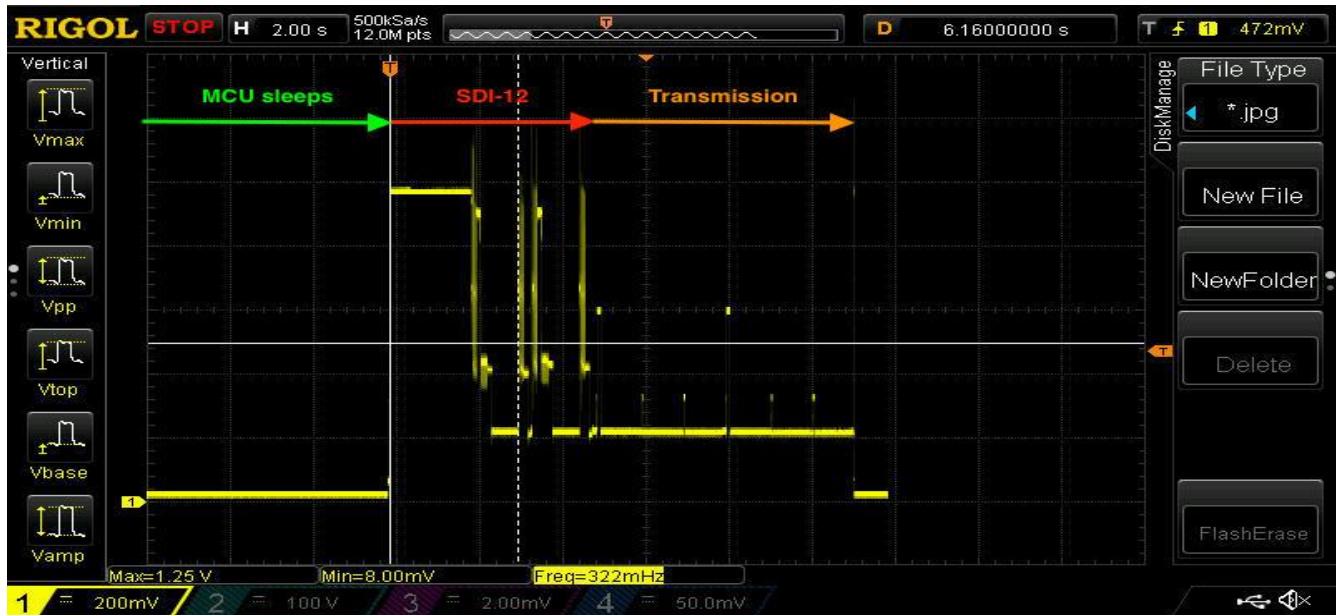 RIGOL STOP H 2.00 s 500kSa/s 12.0M pts T D 6.16000000 s T 1 472mV
Vertical
Vmax
Vmin
Vpp
Vtop
Vbase
Vamp
T
MCU sleeps SDI-12 Transmission
1
T
DiskManage
File Type
*.jpg
New File
NewFolder
Delete
FlashErase
Max=1.25 V Min=8.00mV Freq=322mHz
1 200mV 2 100 V 3 2.00mV 4 50.0mV